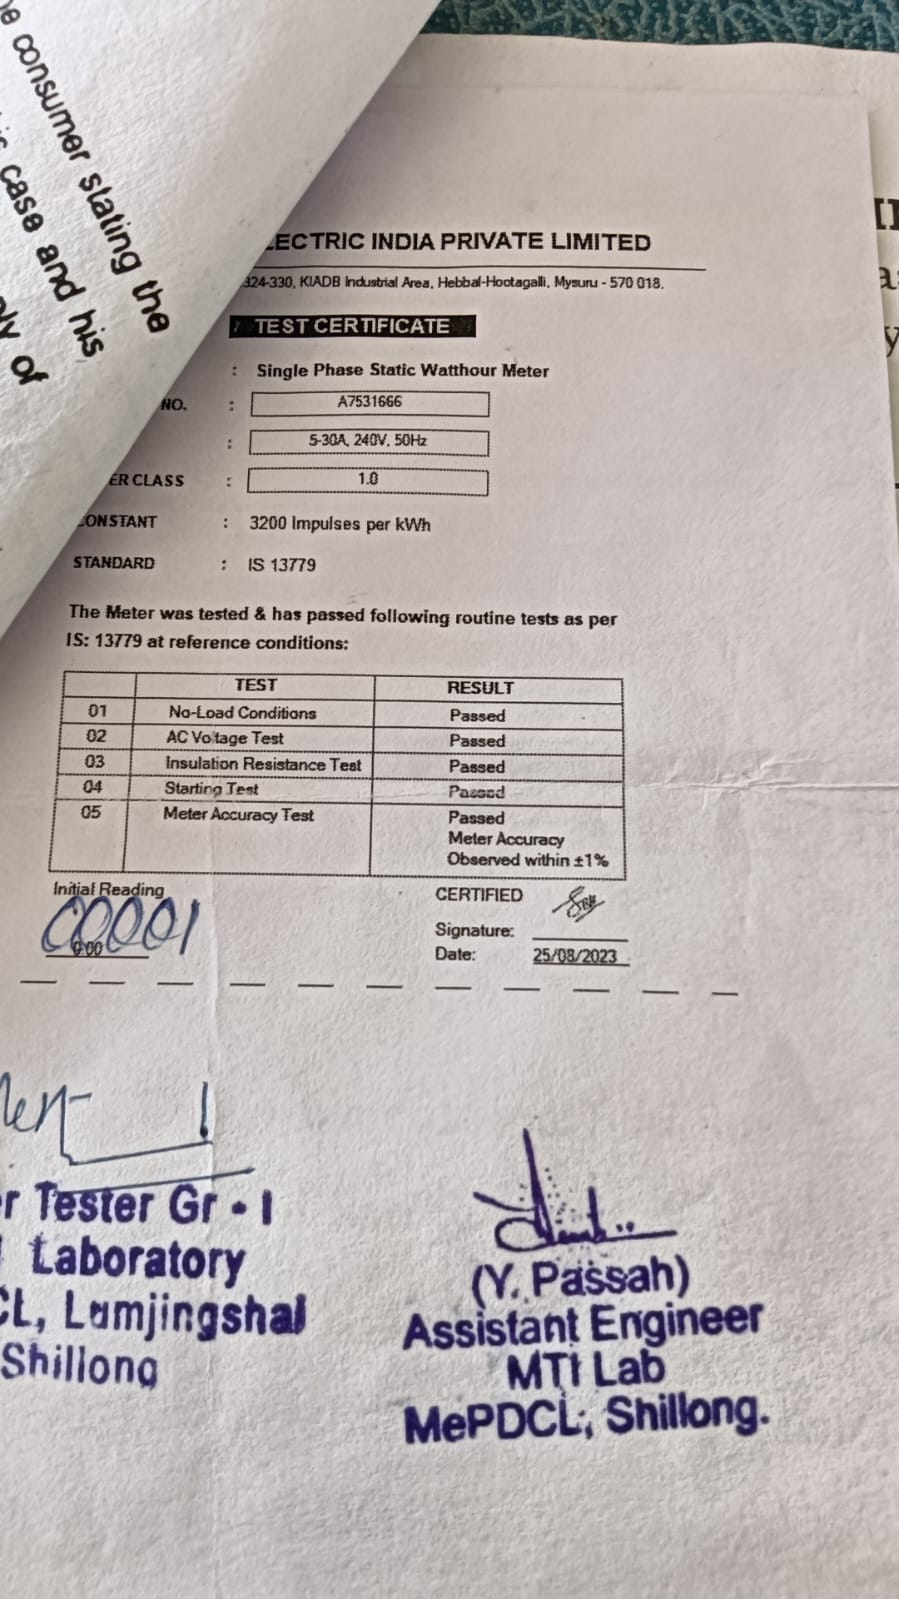 consumer stating the
case and his
of
ECTRIC INDIA PRIVATE LIMITED
324-330, KIADB Industrial Area, Hebbal-Hootagalli, Mysuru - 570 018.
TEST CERTIFICATE
: Single Phase Static Watthour Meter
NO. : A7531666
: 5-30A, 240V, 50Hz
ER CLASS : 1.0
CONSTANT : 3200 Impulses per kWh
STANDARD : IS 13779
The Meter was tested & has passed following routine tests as per
IS: 13779 at reference conditions:
TEST RESULT
01 No-Load Conditions Passed
02 AC Voltage Test Passed
03 Insulation Resistance Test Passed
04 Starting Test Passed
05 Meter Accuracy Test Passed
Meter Accuracy
Observed within ±1%
Initial Reading CERTIFIED
00001
0.00
Signature:
Date: 25/08/2023
r Tester Gr - I
Laboratory
CL, Lumjingshai
Shillong
(Y. Passah)
Assistant Engineer
MTI Lab
MePDCL, Shillong.